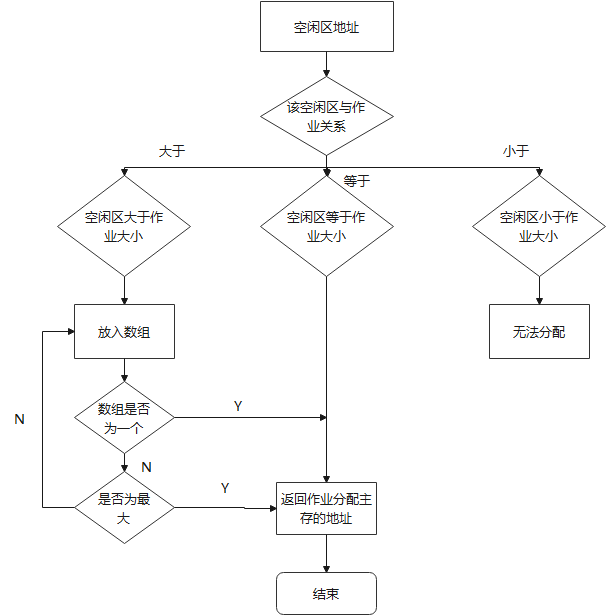 空闲区地址
该空闲区与作
业关系
大于
等于
小于
空闲区大于作
业大小
空闲区等于作
业大小
空闲区小于作
业大小
放入数组
无法分配
数组是否
为一个
Y
N
N
是否为最
大
Y
返回作业分配主
存的地址
结束